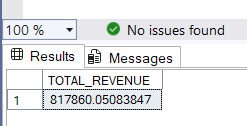 100 %
No issues found
Results Messages
TOTAL_REVENUE
1 817860.05083847